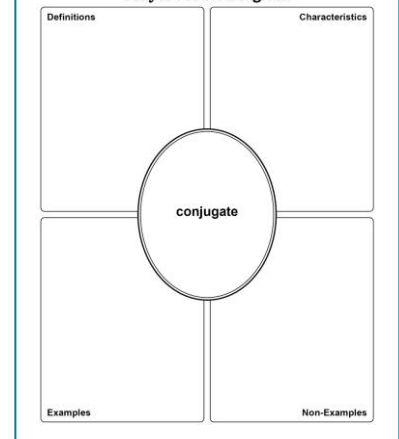 Definitions
Characteristics
conjugate
Examples
Non-Examples